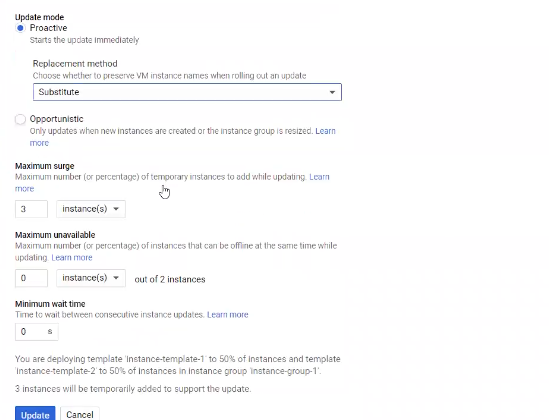 Update mode
Proactive
Starts the update immediately
Replacement method
Choose whether to preserve VM instance names when rolling out an update
Substitute
Opportunistic
Only updates when new instances are created or the instance group is resized. Learn
more
Maximum surge
Maximum number (or percentage) of temporary instances to add while updating. Learn
more
3 instance(s)
Maximum unavailable
Maximum number (or percentage) of instances that can be offline at the same time while
updating. Learn more
0 instance(s) out of 2 instances
Minimum wait time
Time to wait between consecutive instance updates. Learn more
0 s
You are deploying template 'instance-template-1' to 50% of instances and template
'instance-template-2' to 50% of instances in instance group 'instance-group-1'.
3 instances will be temporarily added to support the update.
Update Cancel